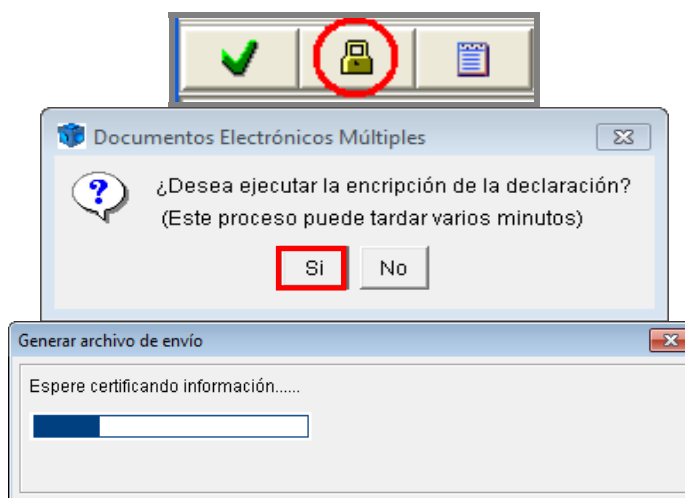 Documentos Electrónicos Múltiples
¿Desea ejecutar la encripción de la declaración?
(Este proceso puede tardar varios minutos)
Si No
Generar archivo de envío
Espere certificando información......